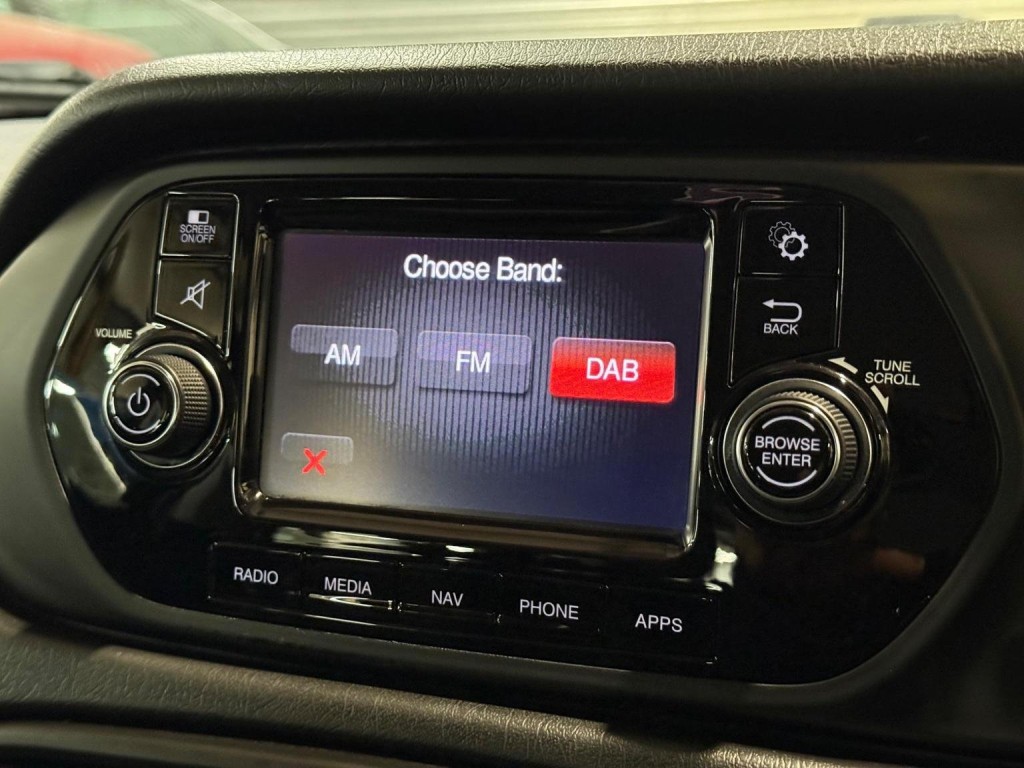 SCREEN
ON/OFF
VOLUME
Choose Band:
AM
FM
DAB
BACK
TUNE
SCROLL
BROWSE
ENTER
RADIO
MEDIA
NAV
PHONE
APPS